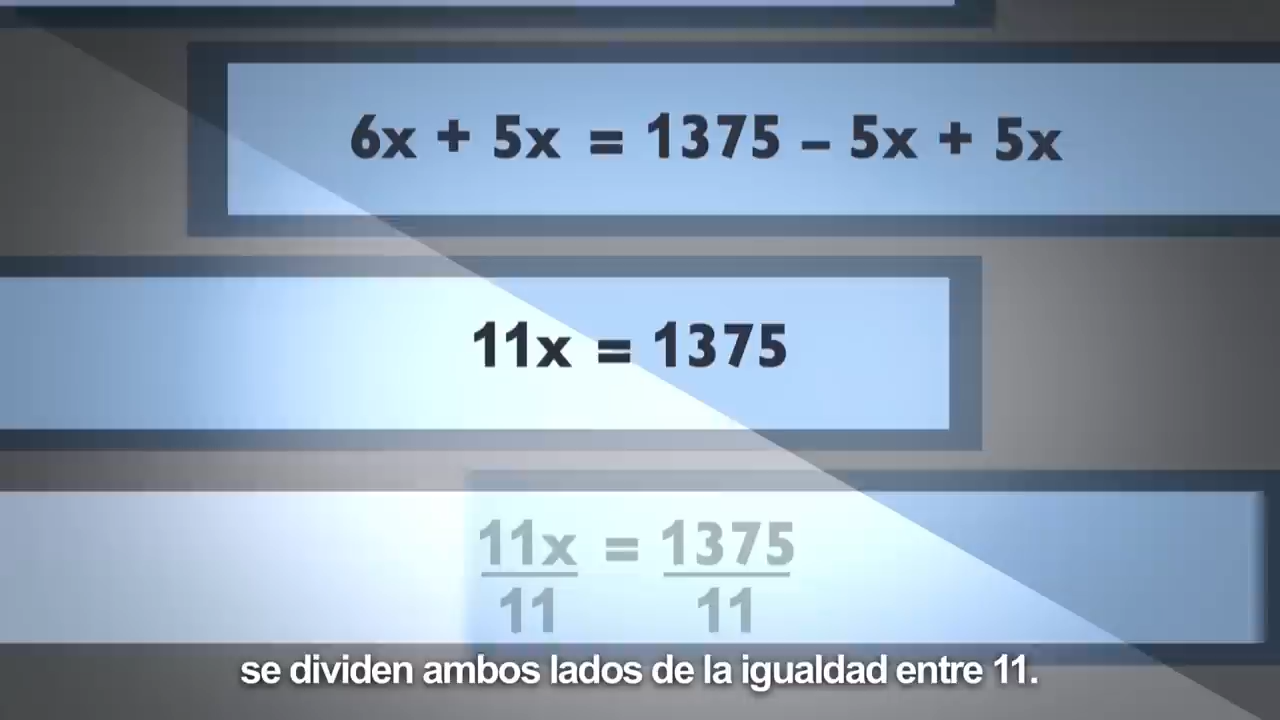 6x + 5x = 1375 – 5x + 5x
11x = 1375
11x = 1375
11 11
se dividen ambos lados de la igualdad entre 11.